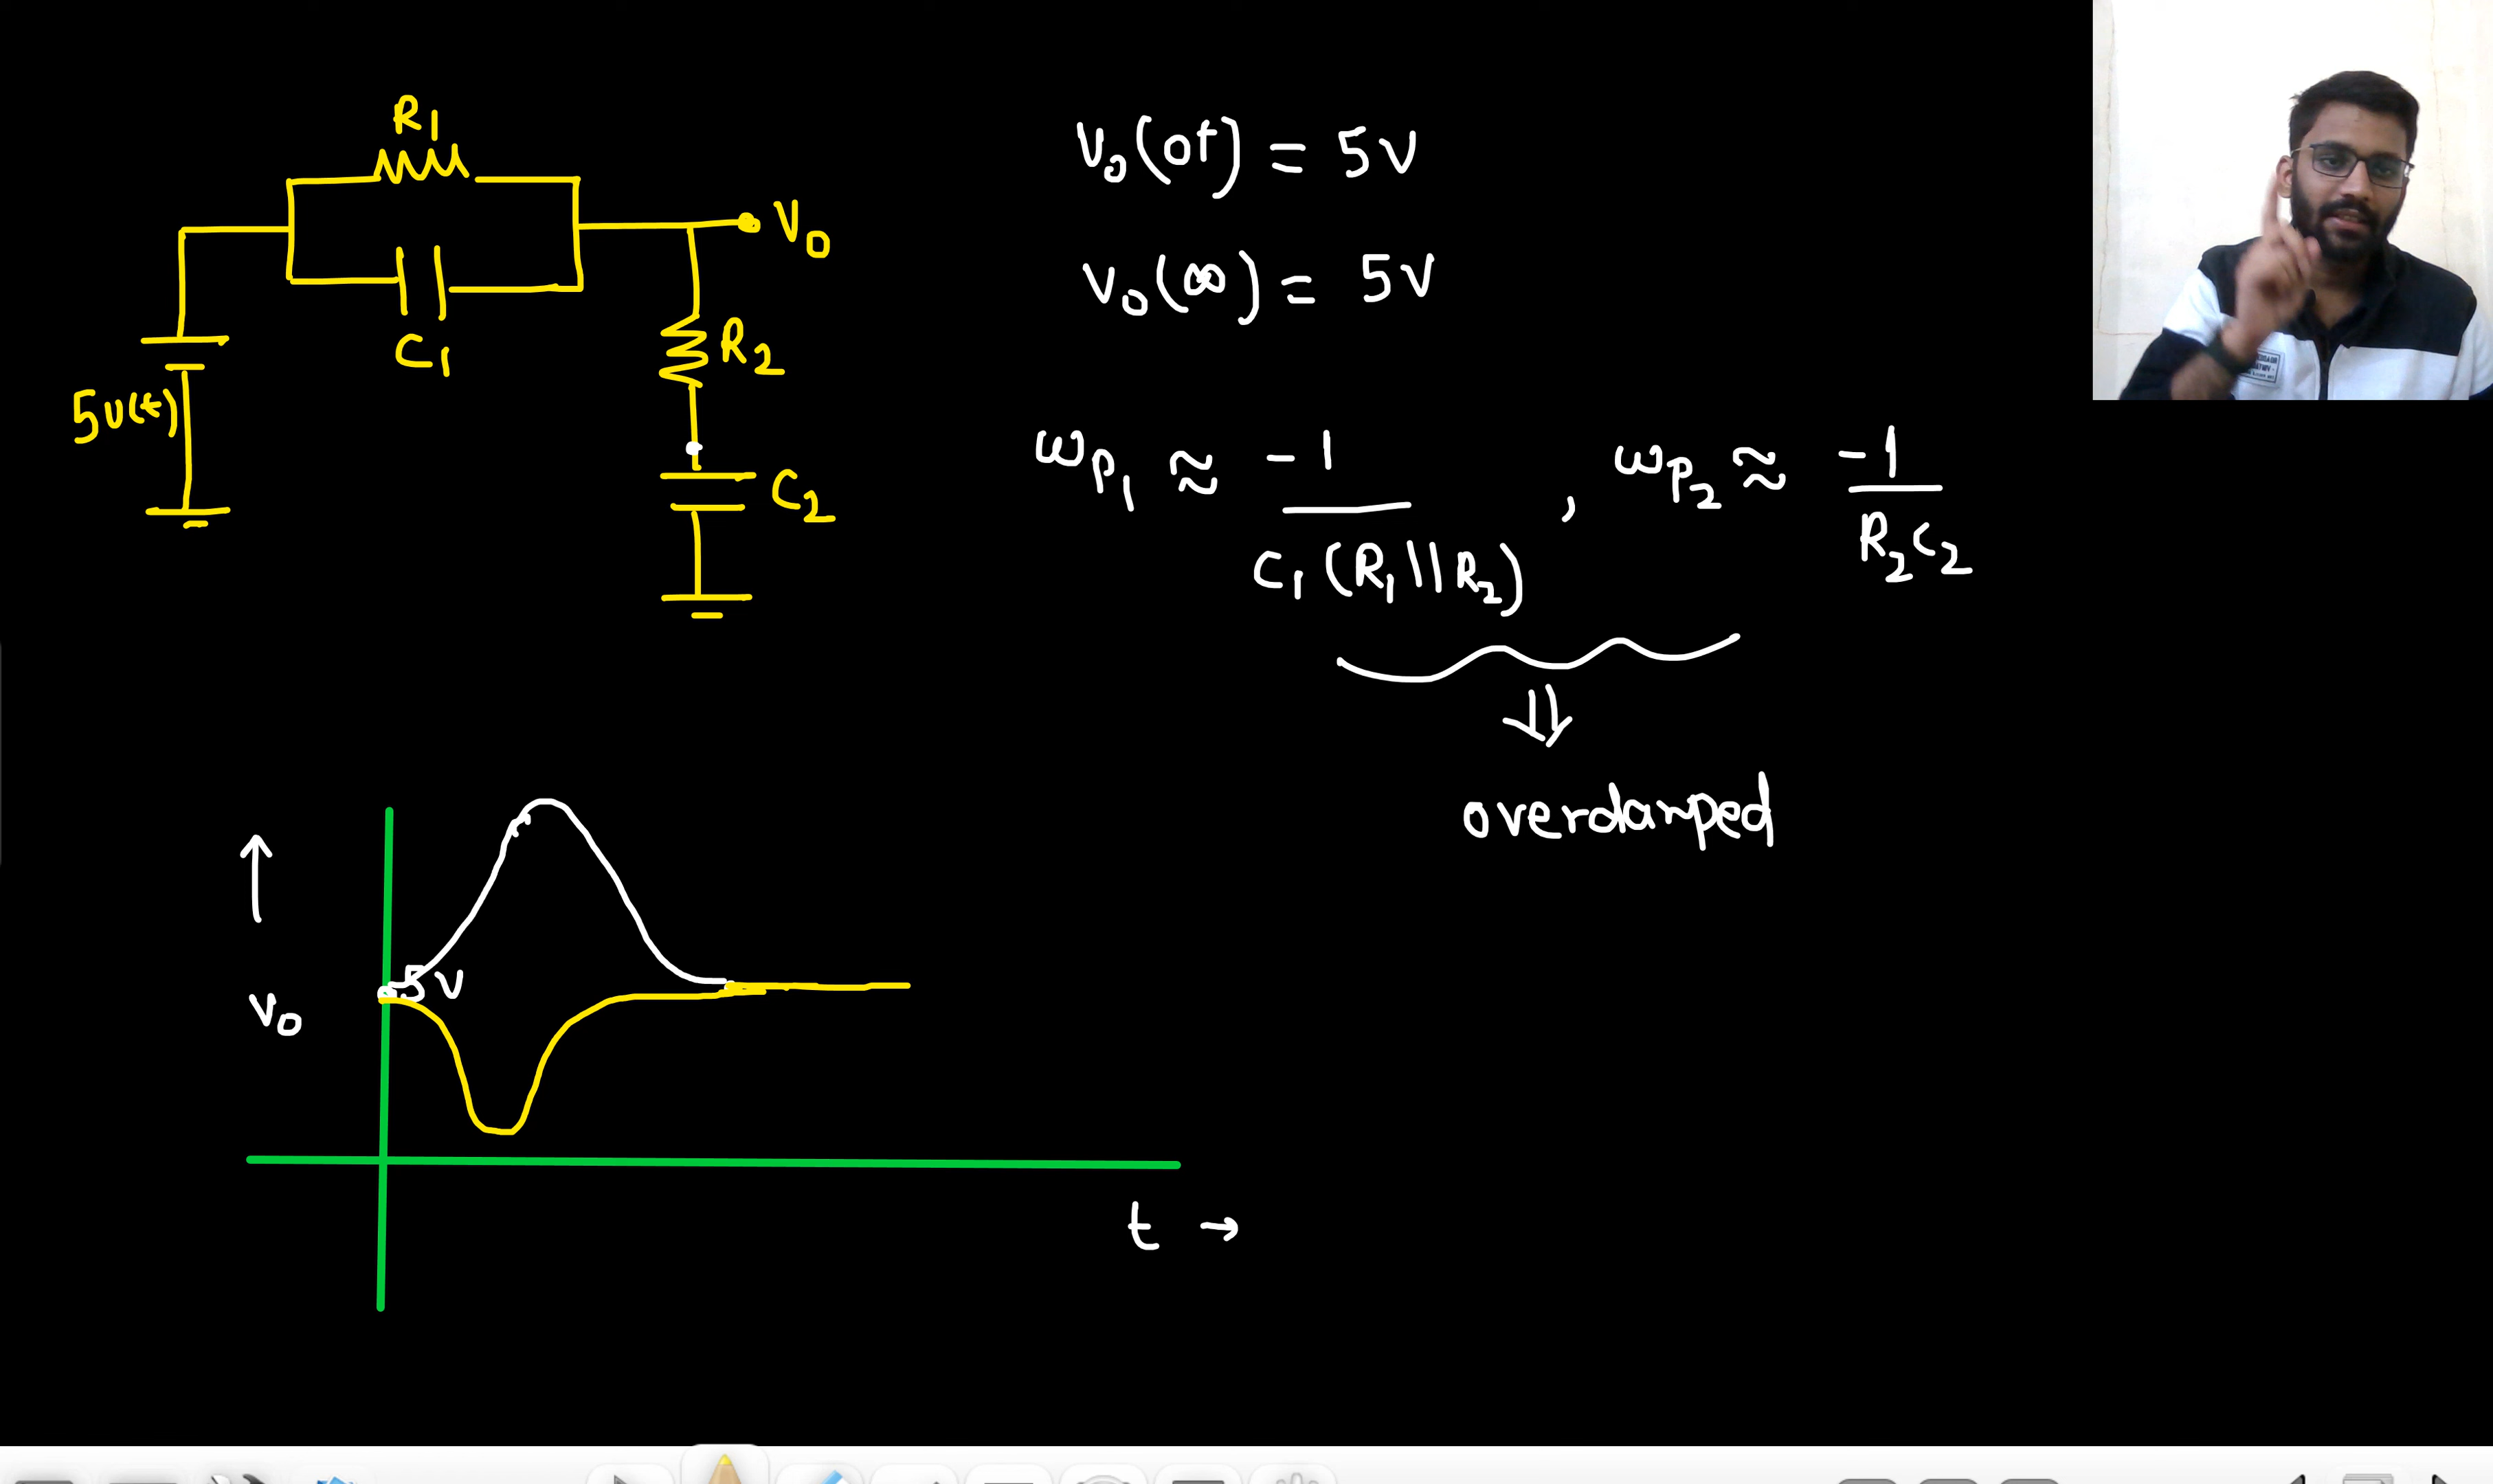 R1
C1
V0
R2
C2
5u(t)
V0(0+) = 5V
V0(∞) = 5V
ωp1 ≈ -1 / C1(R1||R2) , ωp2 ≈ -1 / R2C2
⇓
overdamped
↑
V0
5V
t →